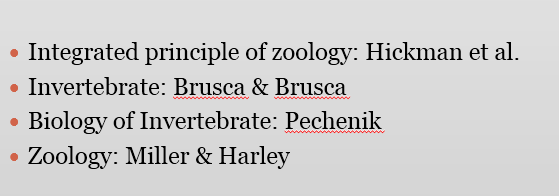 • Integrated principle of zoology: Hickman et al.
• Invertebrate: Brusca & Brusca
• Biology of Invertebrate: Pechenik
• Zoology: Miller & Harley